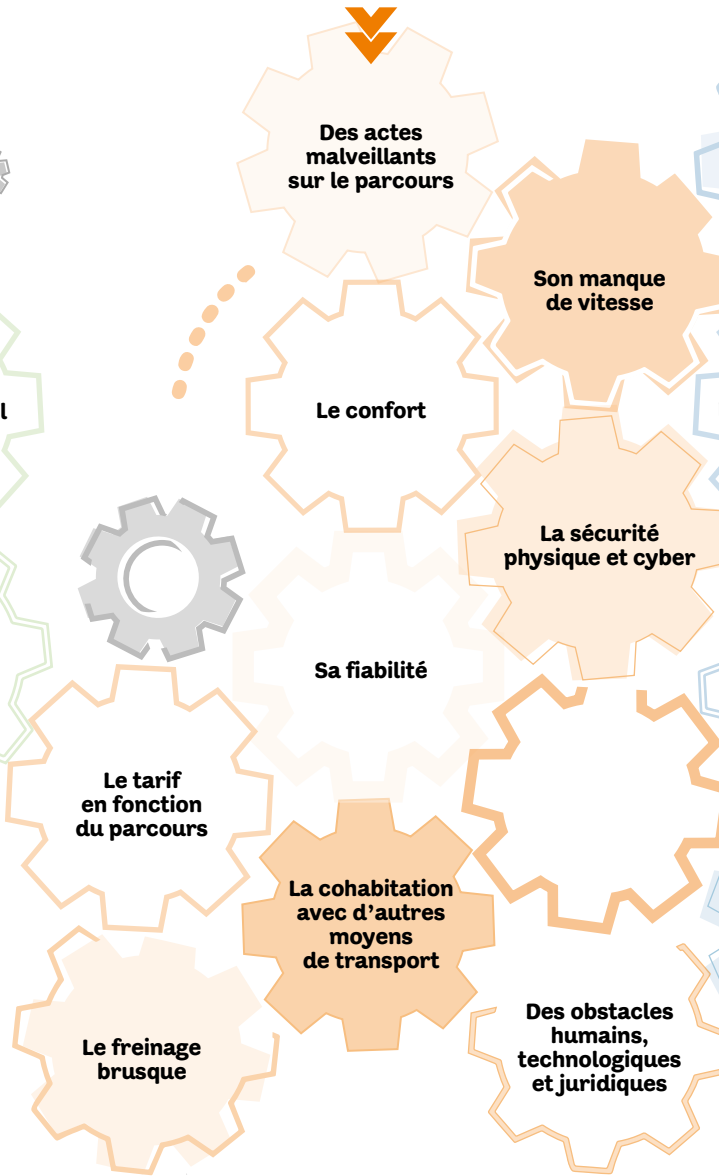 Des actes
malveillants
sur le parcours
Son manque
de vitesse
l
Le confort
La sécurité
physique et cyber
Sa fiabilité
Le tarif
en fonction
du parcours
La cohabitation
avec d’autres
moyens
de transport
Des obstacles
humains,
technologiques
et juridiques
Le freinage
brusque